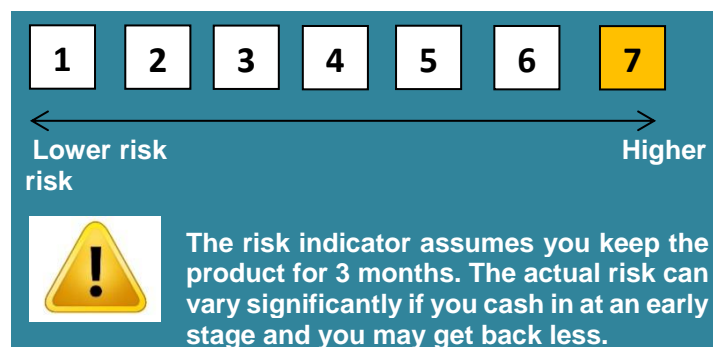 1 2 3 4 5 6 7
Lower risk Higher
risk
!
The risk indicator assumes you keep the
product for 3 months. The actual risk can
vary significantly if you cash in at an early
stage and you may get back less.